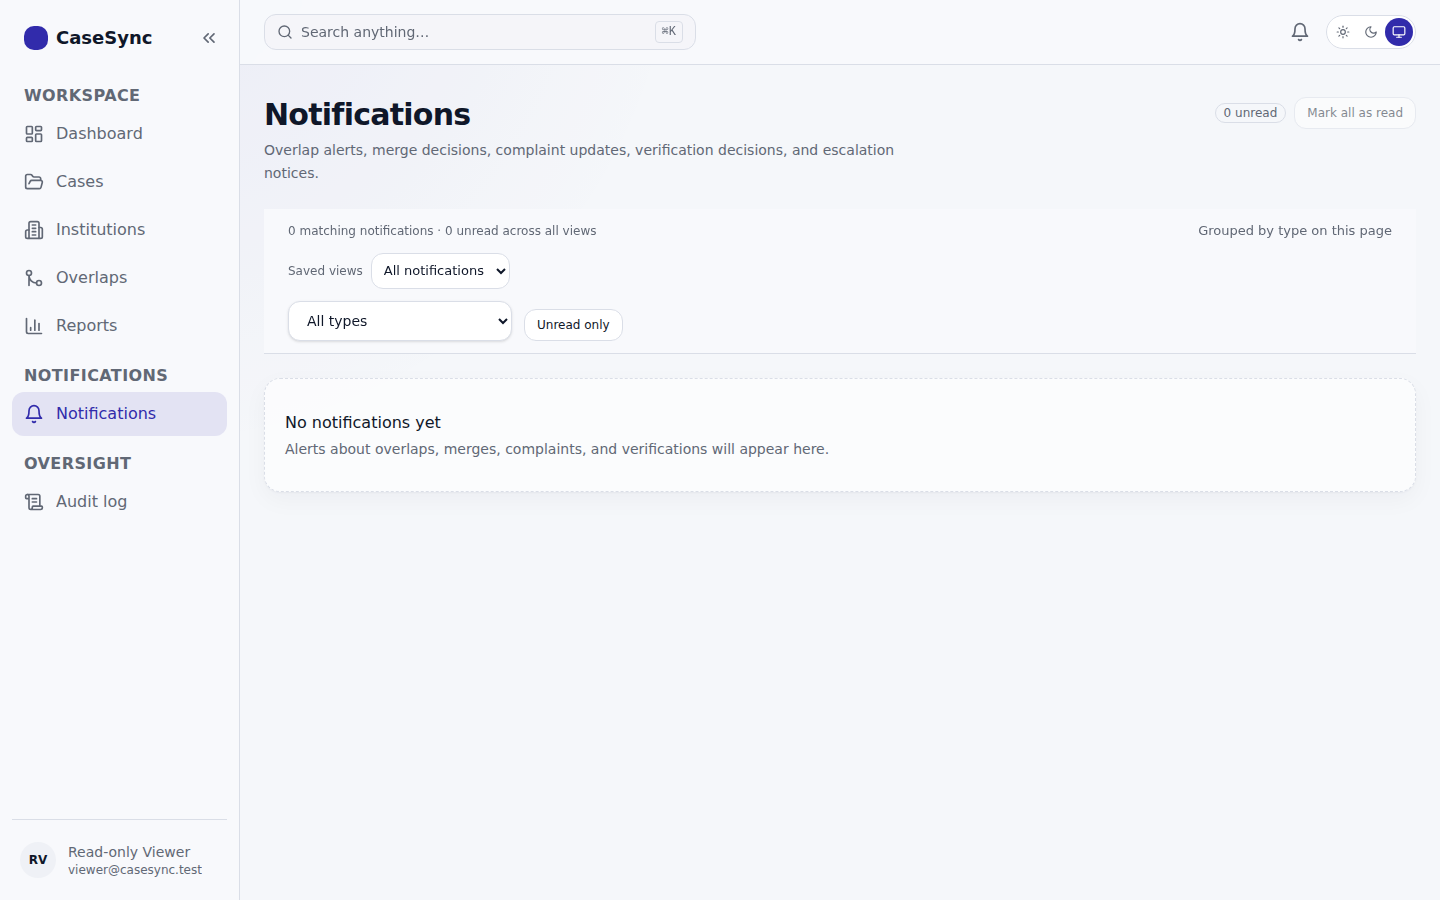 CaseSync
WORKSPACE
Dashboard
Cases
Institutions
Overlaps
Reports
NOTIFICATIONS
Notifications
OVERSIGHT
Audit log
RV
Read-only Viewer
viewer@casesync.test
Search anything...
⌘K
Notifications
0 unread
Mark all as read
Overlap alerts, merge decisions, complaint updates, verification decisions, and escalation
notices.
0 matching notifications · 0 unread across all views
Grouped by type on this page
Saved views
All notifications
All types
Unread only
No notifications yet
Alerts about overlaps, merges, complaints, and verifications will appear here.